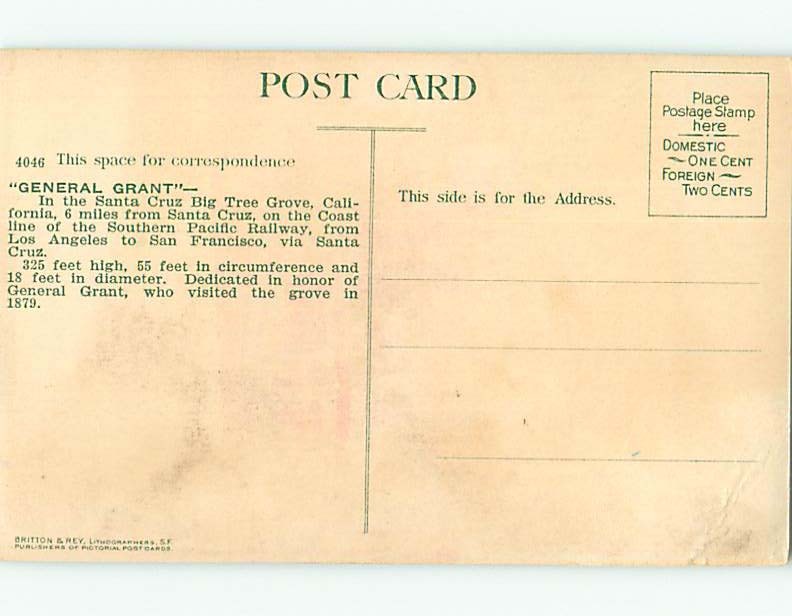 POST CARD
Place
Postage Stamp
here
DOMESTIC
ONE CENT
FOREIGN
TWO CENTS
4046 This space for correspondence
"GENERAL GRANT"—
In the Santa Cruz Big Tree Grove, Cali-
fornia, 6 miles from Santa Cruz, on the Coast
line of the Southern Pacific Railway, from
Los Angeles to San Francisco, via Santa
Cruz.
325 feet high, 55 feet in circumference and
18 feet in diameter. Dedicated in honor of
General Grant, who visited the grove in
1879.
This side is for the Address.
BRITTON & REY, LITHOGRAPHERS, S.F.
PUBLISHERS OF PICTORIAL POST CARDS.